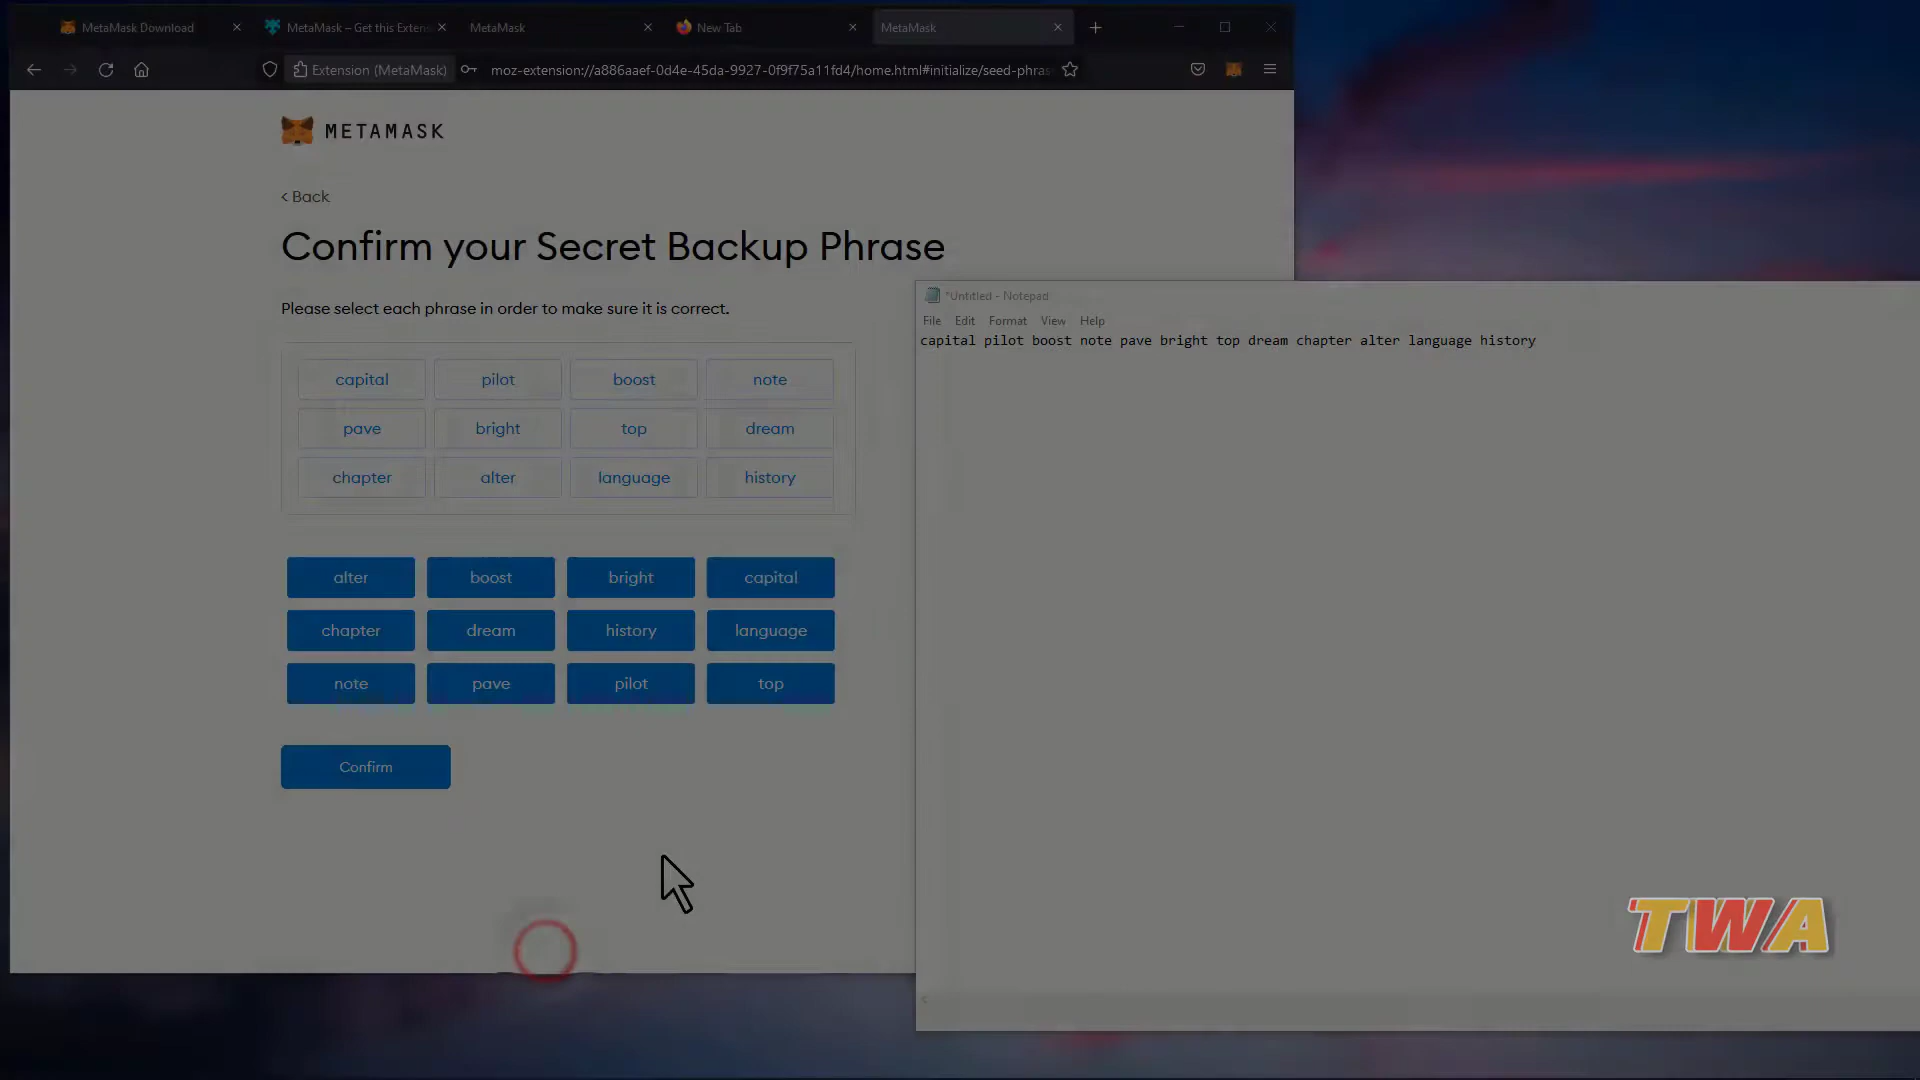 MetaMask Download
MetaMask – Get this Extens
MetaMask
New Tab
MetaMask
Extension (MetaMask)
moz-extension://a886aaef-0d4e-45da-9927-0f9f75a11fd4/home.html#initialize/seed-phras
METAMASK
< Back
Confirm your Secret Backup Phrase
Please select each phrase in order to make sure it is correct.
capital pilot boost note
pave bright top dream
chapter alter language history
alter boost bright capital
chapter dream history language
note pave pilot top
Confirm
*Untitled - Notepad
File Edit Format View Help
capital pilot boost note pave bright top dream chapter alter language history
TWA